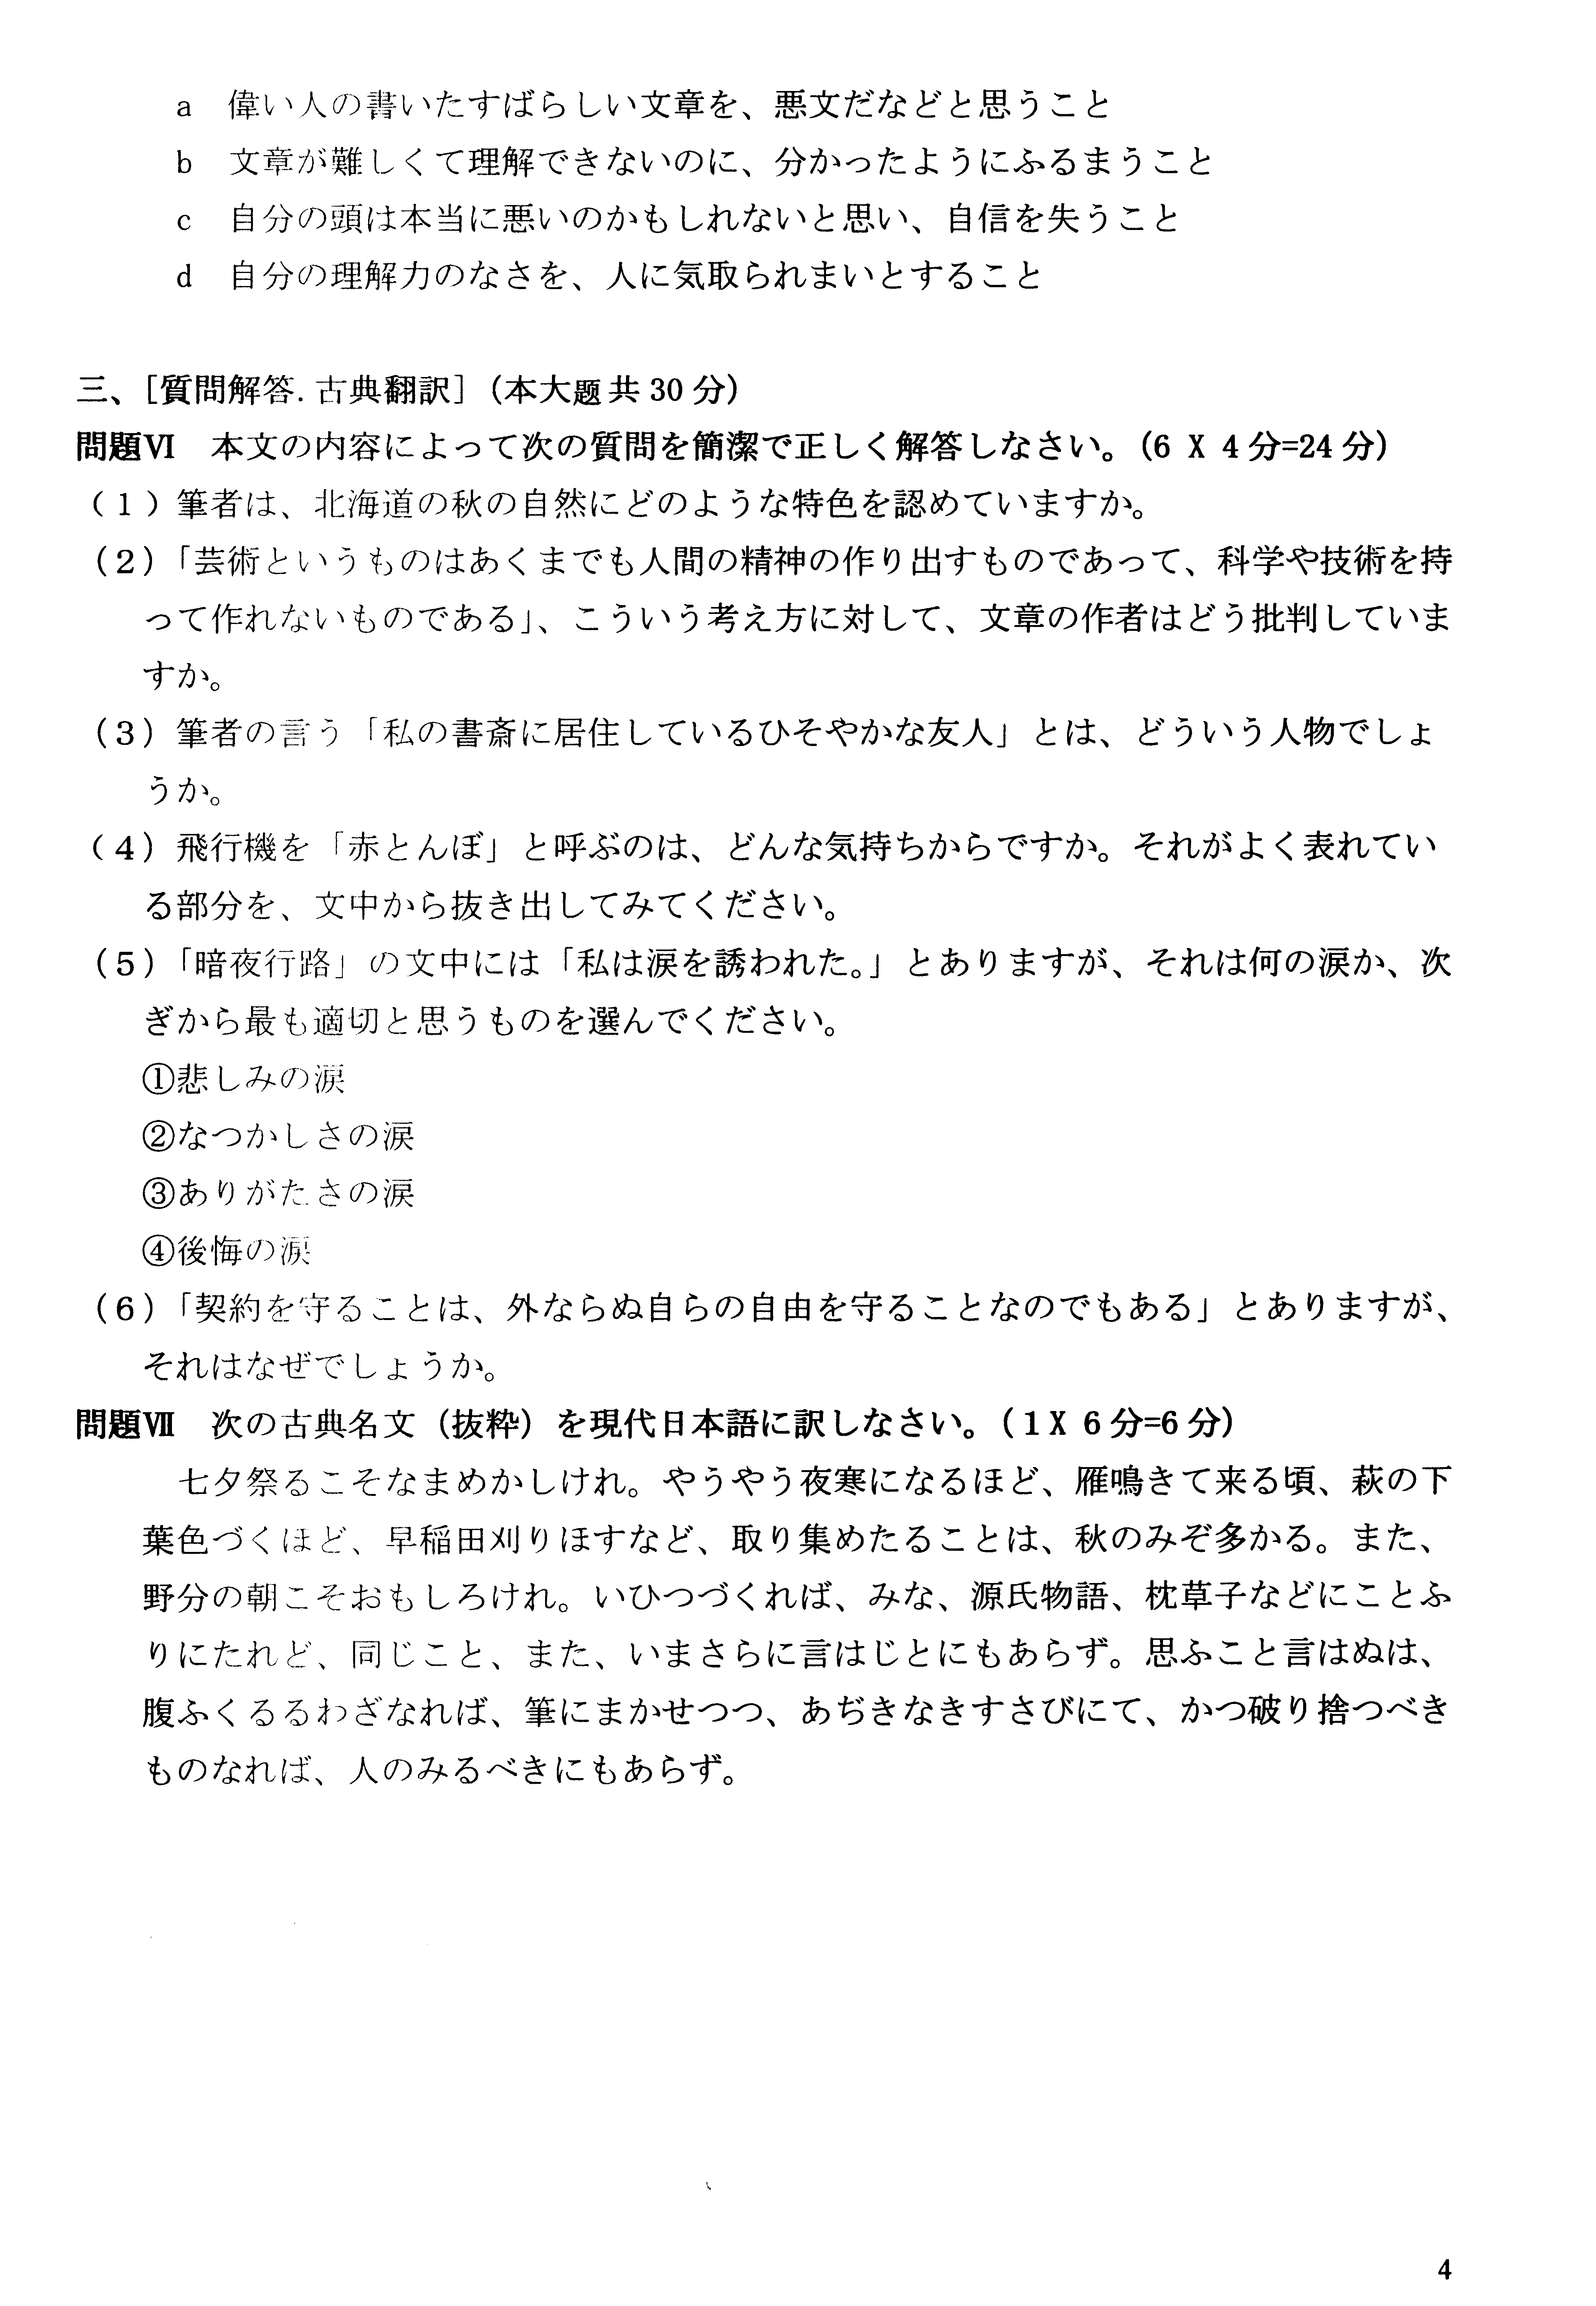 a 偉い人の書いたすばらしい文章を、悪文だなどと思うこと
b 文章が難しくて理解できないのに、分かったようにふるまうこと
c 自分の頭は本当に悪いのかもしれないと思い、自信を失うこと
d 自分の理解力のなさを、人に気取られまいとすること
三、[質問解答.古典翻訳]（本大题共30分）
問題Ⅵ 本文の内容によって次の質問を簡潔で正しく解答しなさい。（6 X 4分=24分）
（1）筆者は、北海道の秋の自然にどのような特色を認めていますか。
（2）「芸術というものはあくまでも人間の精神の作り出すものであって、科学や技術を持
って作れないものである」、こういう考え方に対して、文章の作者はどう批判していま
すか。
（3）筆者の言う「私の書斎に居住しているひそやかな友人」とは、どういう人物でしょ
うか。
（4）飛行機を「赤とんぼ」と呼ぶのは、どんな気持ちからですか。それがよく表れてい
る部分を、文中から抜き出してみてください。
（5）「暗夜行路」の文中には「私は涙を誘われた。」とありますが、それは何の涙か、次
ぎから最も適切と思うものを選んでください。
①悲しみの涙
②なつかしさの涙
③ありがたさの涙
④後悔の涙
（6）「契約を守ることは、外ならぬ自らの自由を守ることなのでもある」とありますが、
それはなぜでしょうか。
問題Ⅶ 次の古典名文（抜粋）を現代日本語に訳しなさい。（1X 6分=6分）
七夕祭るこそなまめかしけれ。やうやう夜寒になるほど、雁鳴きて来る頃、萩の下
葉色づくほど、早稲田刈りほすなど、取り集めたることは、秋のみぞ多かる。また、
野分の朝こそおもしろけれ。いひつづくれば、みな、源氏物語、枕草子などにことふ
りにたれど、同じこと、また、いまさらに言はじとにもあらず。思ふこと言はぬは、
腹ふくるるわざなれば、筆にまかせつつ、あぢきなきすさびにて、かつ破り捨つべき
ものなれば、人のみるべきにもあらず。
4